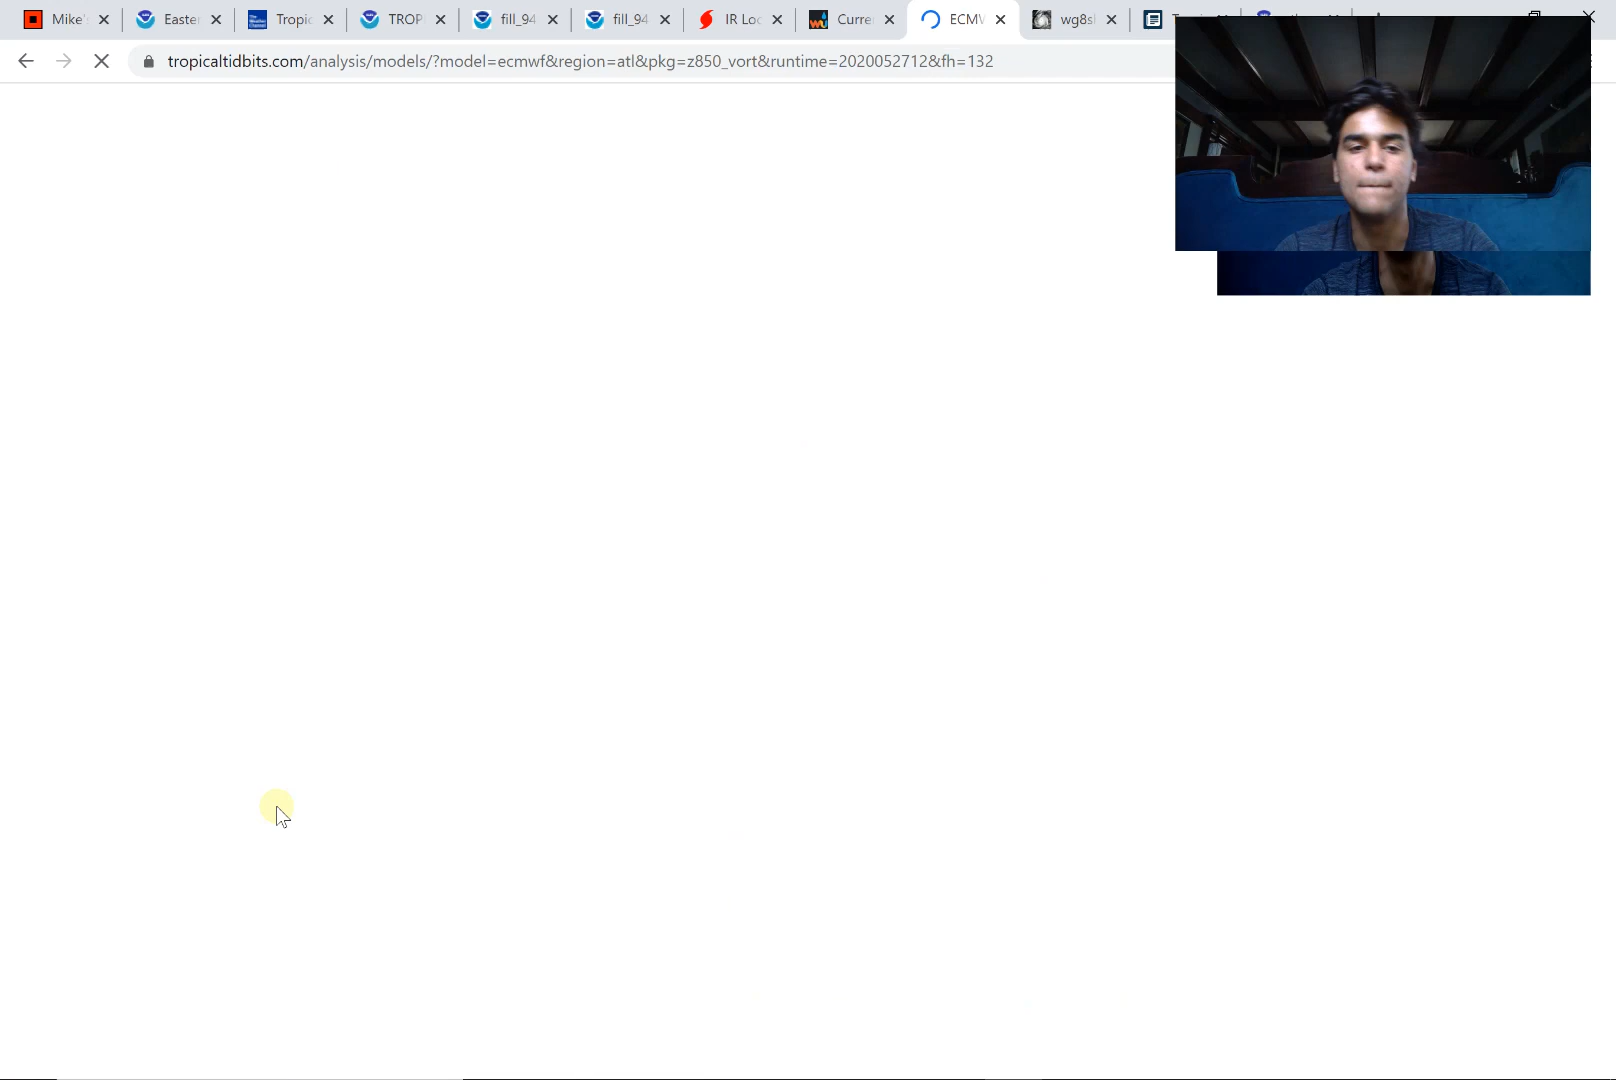 Mike'
Easte
Tropic
TROP
fill_94
fill_94
IR Loc
Curre
ECMV
wg8sl
tropicaltidbits.com/analysis/models/?model=ecmwf&region=atl&pkg=z850_vort&runtime=2020052712&fh=132